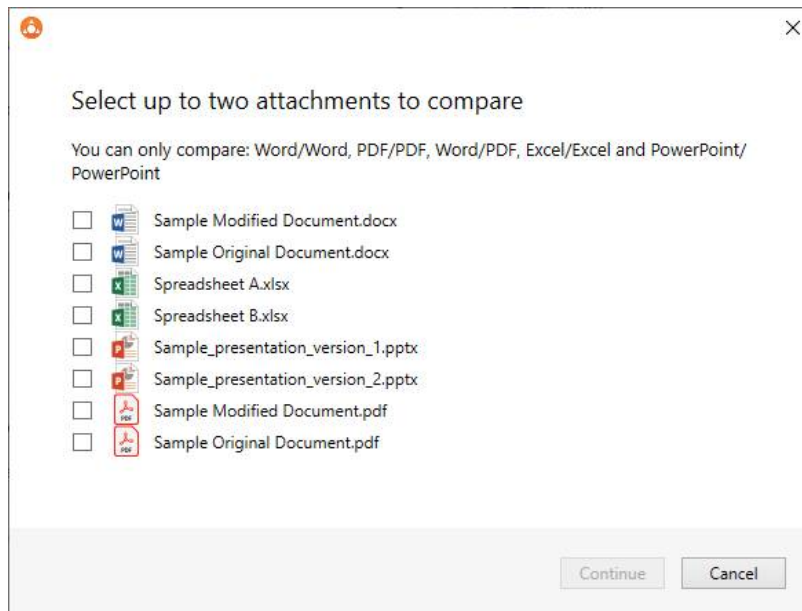 Select up to two attachments to compare
You can only compare: Word/Word, PDF/PDF, Word/PDF, Excel/Excel and PowerPoint/
PowerPoint
Sample Modified Document.docx
Sample Original Document.docx
Spreadsheet A.xlsx
Spreadsheet B.xlsx
Sample_presentation_version_1.pptx
Sample_presentation_version_2.pptx
Sample Modified Document.pdf
Sample Original Document.pdf
Continue Cancel